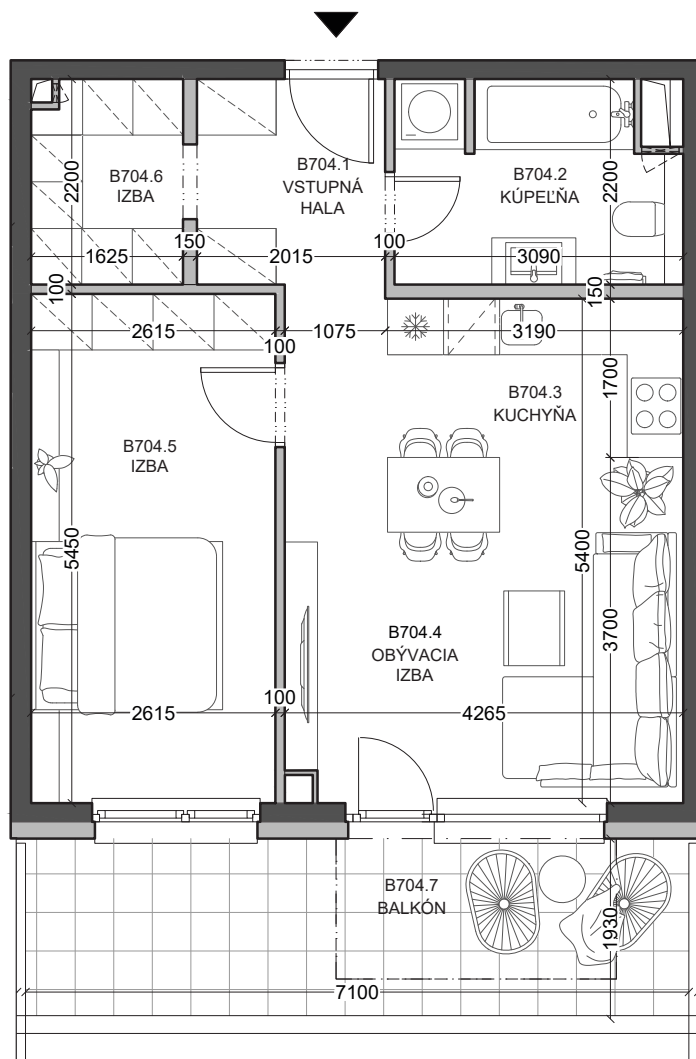 B704.1
VSTUPNÁ
HALA
B704.6
IZBA
B704.2
KÚPEĽŇA
2200
2200
1625
150
2015
100
3090
100
150
2615
100
1075
3190
B704.3
KUCHYŇA
1700
B704.5
IZBA
5450
5400
3700
B704.4
OBÝVACIA
IZBA
2615
100
4265
B704.7
BALKÓN
1930
7100